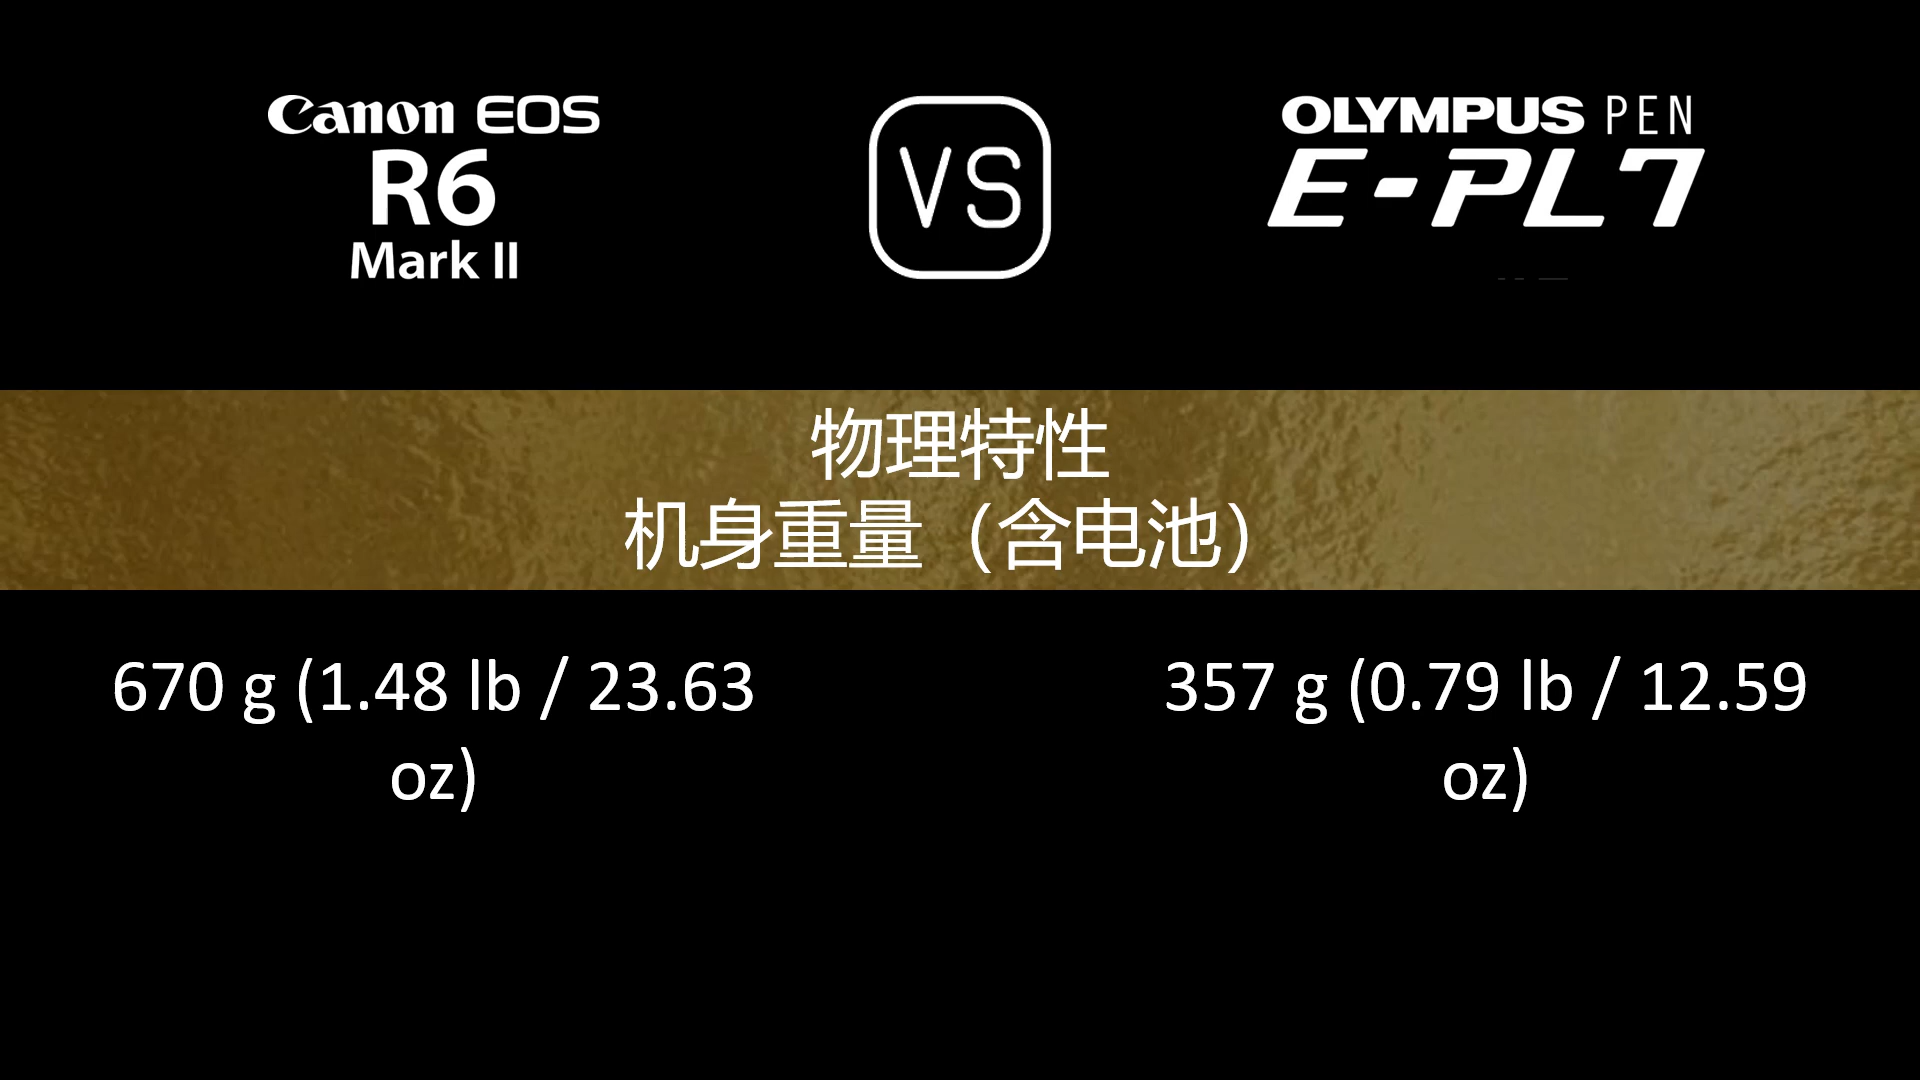 Canon EOS
R6
Mark II
VS
OLYMPUS PEN
E-PL7
物理特性
机身重量（含电池）
670 g (1.48 lb / 23.63
oz)
357 g (0.79 lb / 12.59
oz)